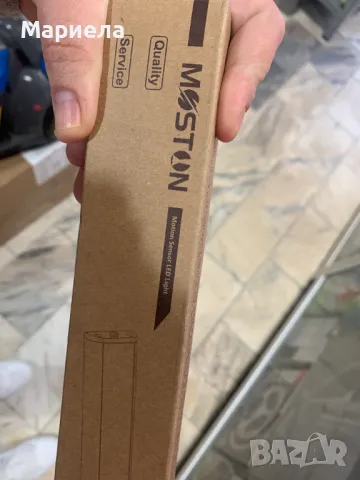 Мариела
Quality
Service
MOSTON
Motion Sensor LED Light
bazar